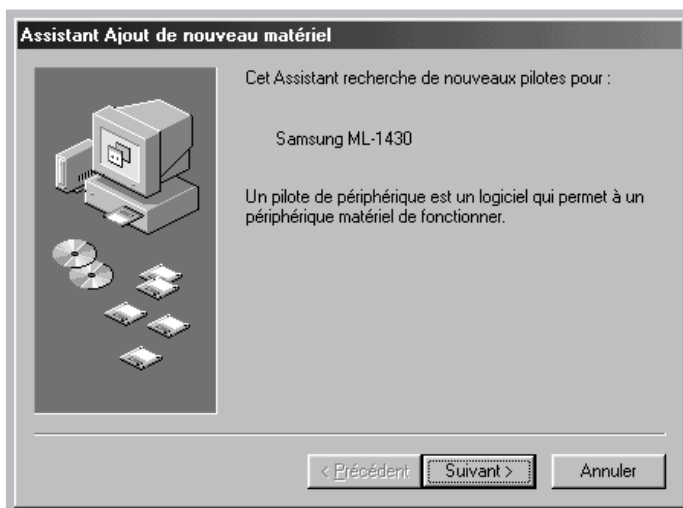 Assistant Ajout de nouveau matériel
Cet Assistant recherche de nouveaux pilotes pour :
Samsung ML-1430
Un pilote de périphérique est un logiciel qui permet à un
périphérique matériel de fonctionner.
< Précédent
Suivant >
Annuler